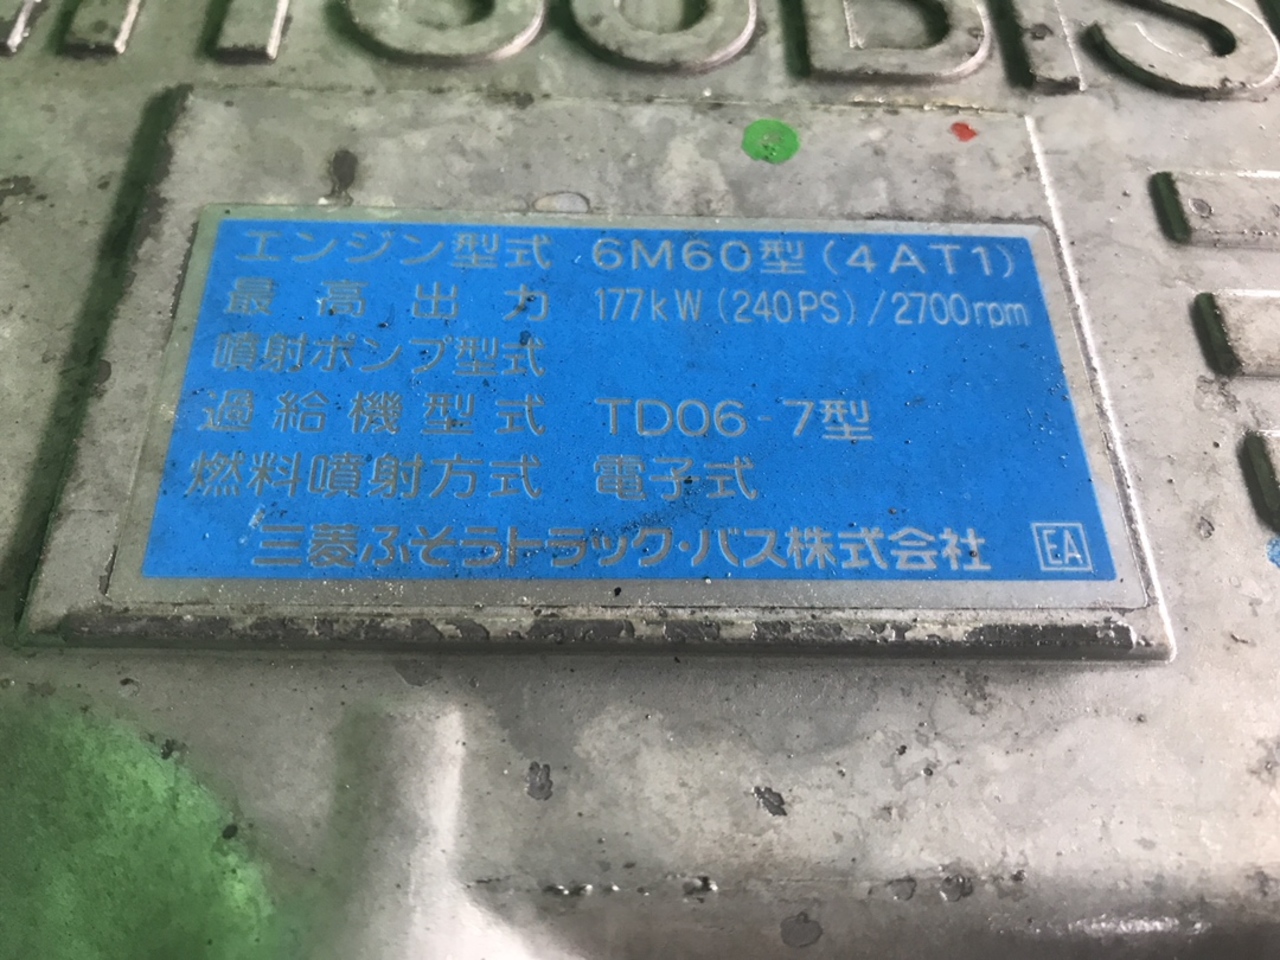 エンジン型式 6M60型(4AT1)
最高出力 177kW(240PS)/2700rpm
噴射ポンプ型式
過給機型式 TD06-7型
燃料噴射方式 電子式
三菱ふそうトラック・バス株式会社 EA